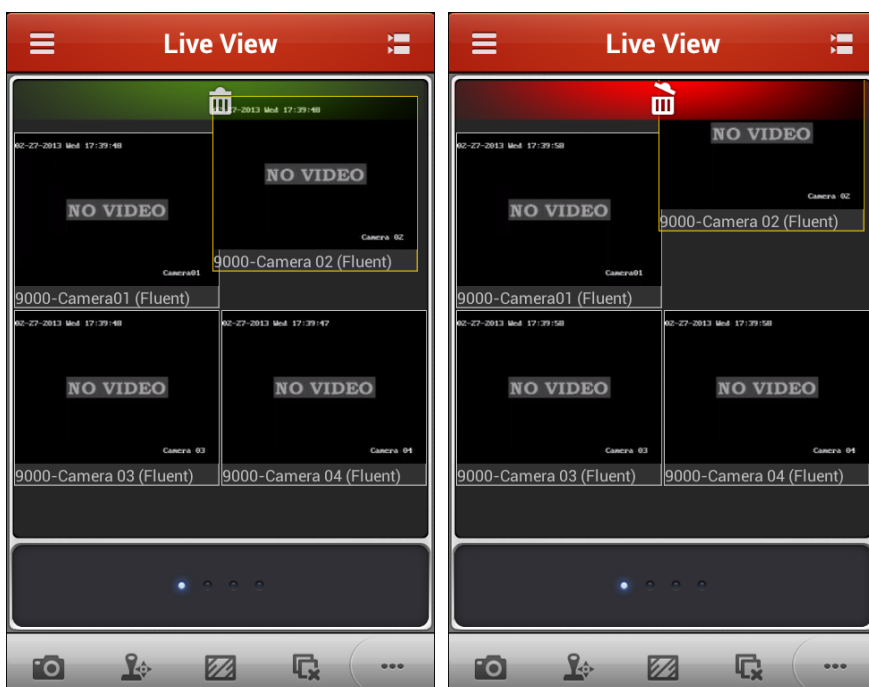 Live View
02-27-2013 Wed 17:39:48
NO VIDEO
Camera 02
9000-Camera 02 (Fluent)
02-27-2013 Wed 17:39:48
NO VIDEO
Camera01
9000-Camera01 (Fluent)
02-27-2013 Wed 17:39:48
NO VIDEO
Camera 03
9000-Camera 03 (Fluent)
02-27-2013 Wed 17:39:47
NO VIDEO
Camera 04
9000-Camera 04 (Fluent)
Live View
NO VIDEO
Camera 02
9000-Camera 02 (Fluent)
02-27-2013 Wed 17:39:58
NO VIDEO
Camera01
9000-Camera01 (Fluent)
02-27-2013 Wed 17:39:58
NO VIDEO
Camera 03
9000-Camera 03 (Fluent)
02-27-2013 Wed 17:39:58
NO VIDEO
Camera 04
9000-Camera 04 (Fluent)